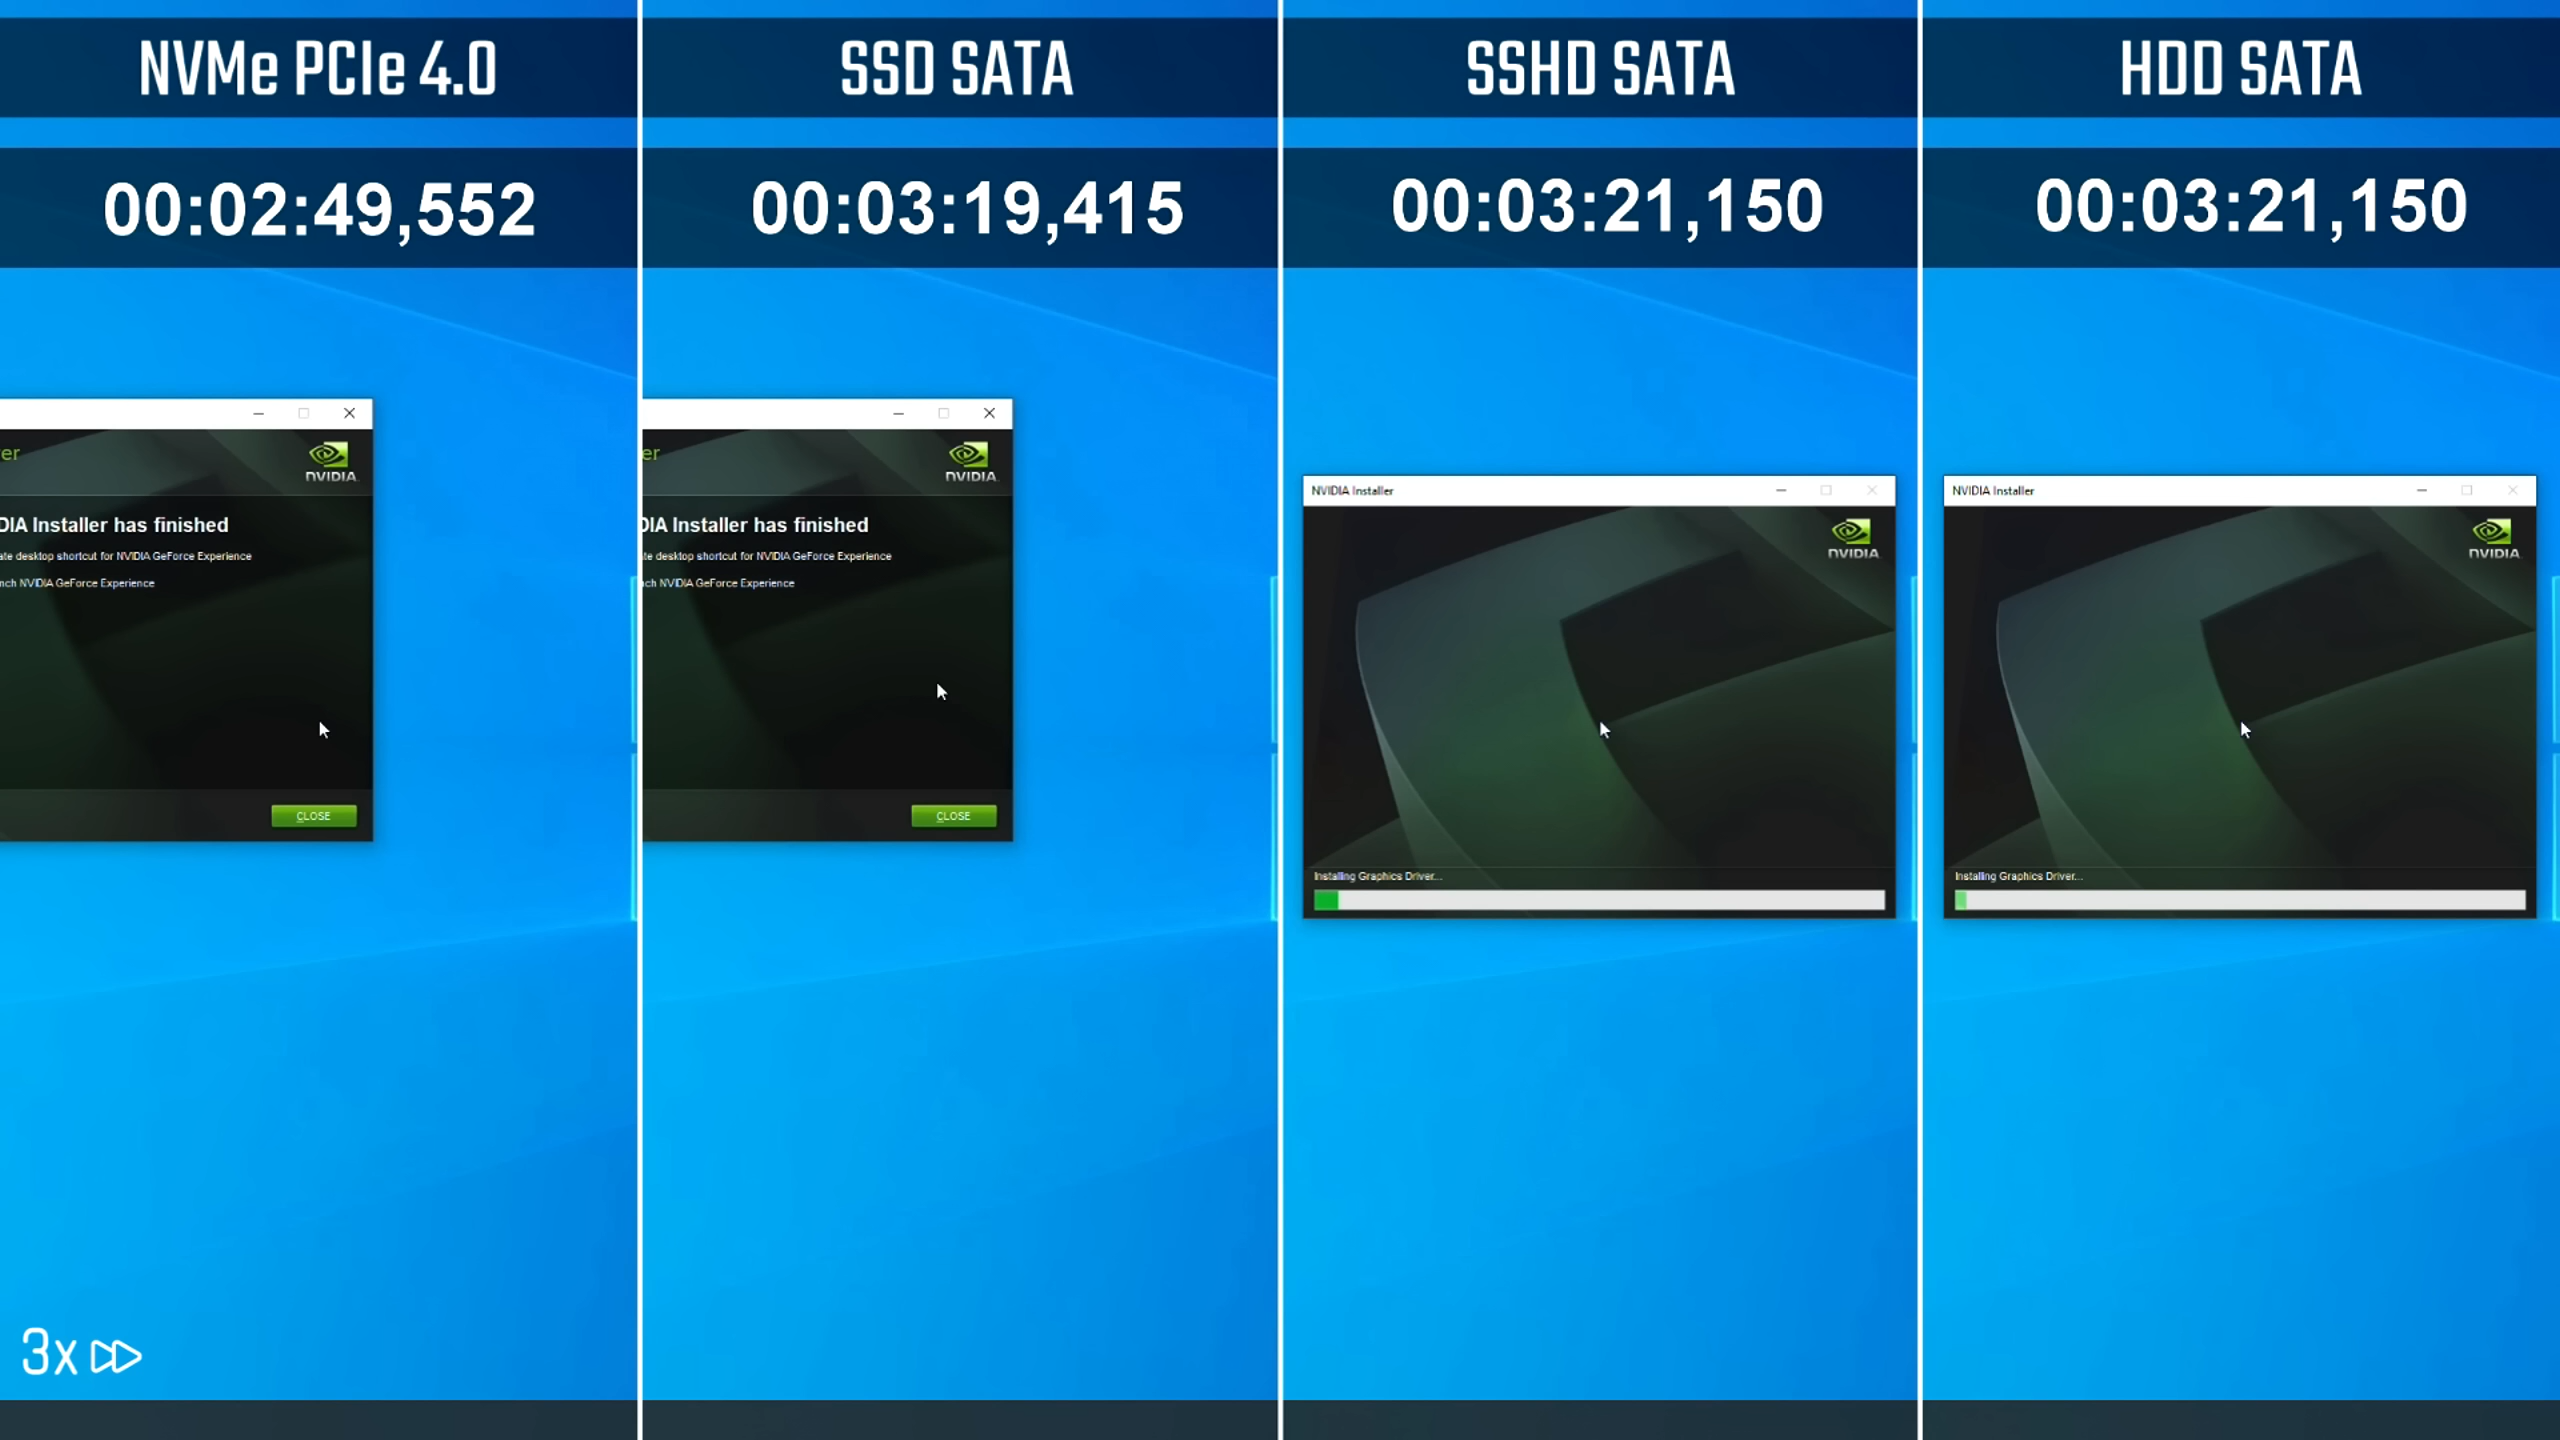 NVMe PCIe 4.0
00:02:49,552
er
NVIDIA
DIA Installer has finished
ate desktop shortcut for NVIDIA GeForce Experience
nch NVIDIA GeForce Experience
CLOSE
3x
SSD SATA
00:03:19,415
er
NVIDIA
DIA Installer has finished
te desktop shortcut for NVIDIA GeForce Experience
ch NVIDIA GeForce Experience
CLOSE
SSHD SATA
00:03:21,150
NVIDIA Installer
NVIDIA
Installing Graphics Driver...
HDD SATA
00:03:21,150
NVIDIA Installer
NVIDIA
Installing Graphics Driver...